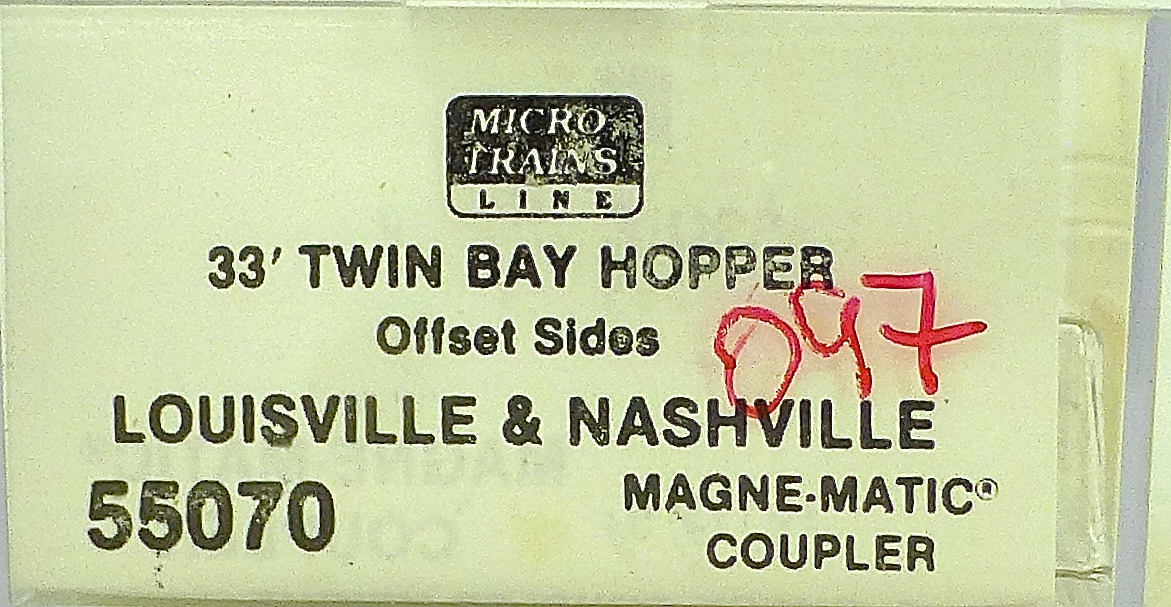 MICRO
TRAINS
LINE
33' TWIN BAY HOPPER
Offset Sides
097
LOUISVILLE & NASHVILLE
55070
MAGNE-MATIC®
COUPLER